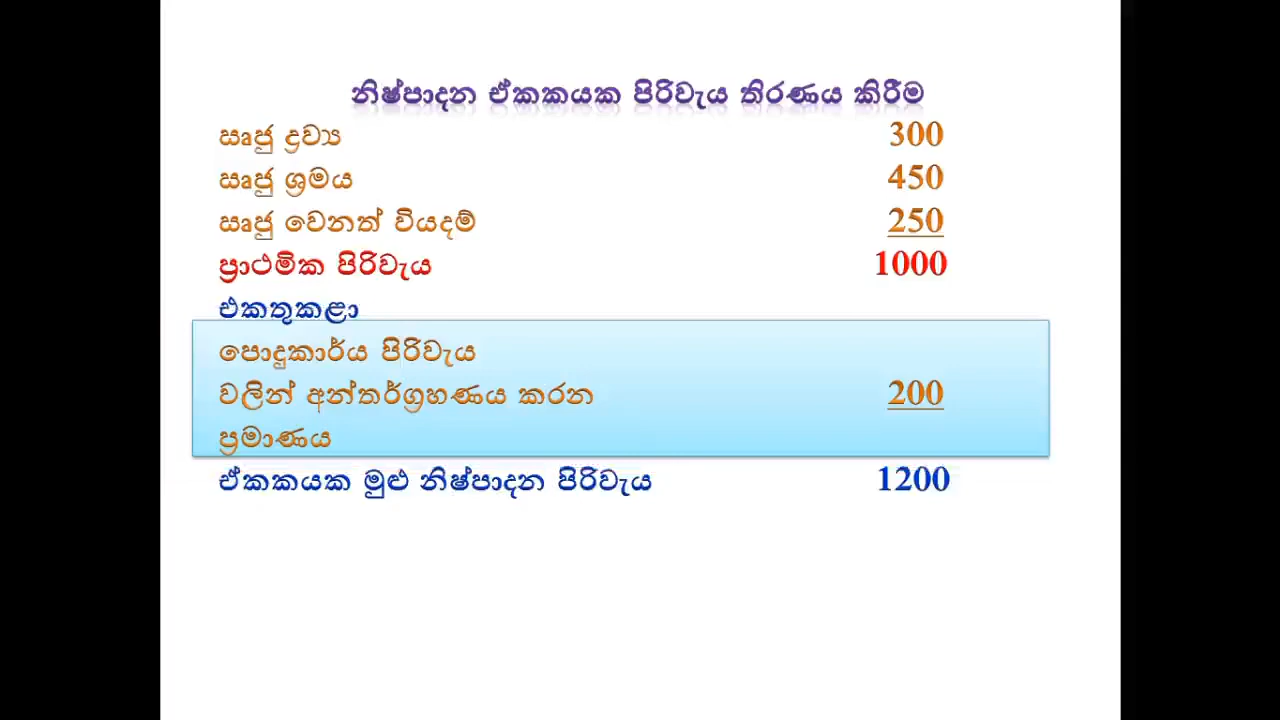 නිෂ්පාදන ඒකකයක පිරිවැය තිරණය කිරීම
සෘජු ද්‍රව්‍ය 300
සෘජු ශ්‍රමය 450
සෘජු වෙනත් වියදම් 250
ප්‍රාථමික පිරිවැය 1000
එකතුකළා
පොදුකාර්ය පිරිවැය
වලින් අන්තර්ග්‍රහණය කරන 200
ප්‍රමාණය
ඒකකයක මුළු නිෂ්පාදන පිරිවැය 1200